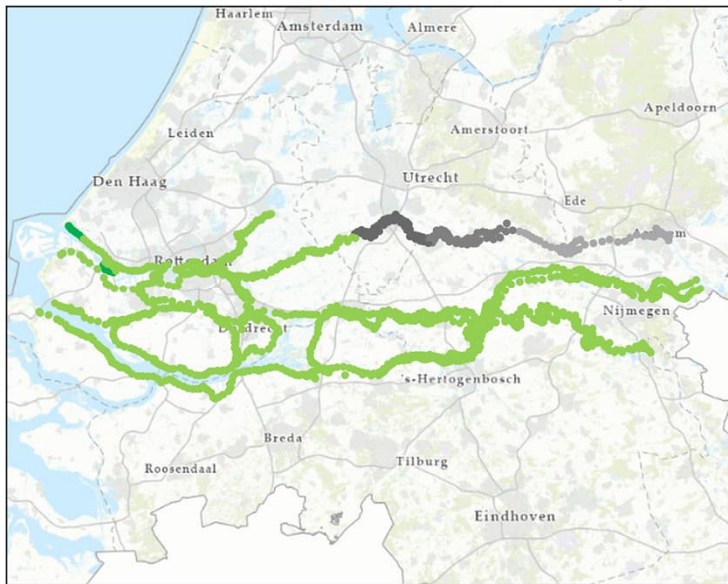 Haarlem
Amsterdam
Almere
Apeldoorn
Leiden
Amersfoort
Den Haag
Utrecht
Ede
Nijmegen
's-Hertogenbosch
Breda
Tilburg
Roosendaal
Eindhoven